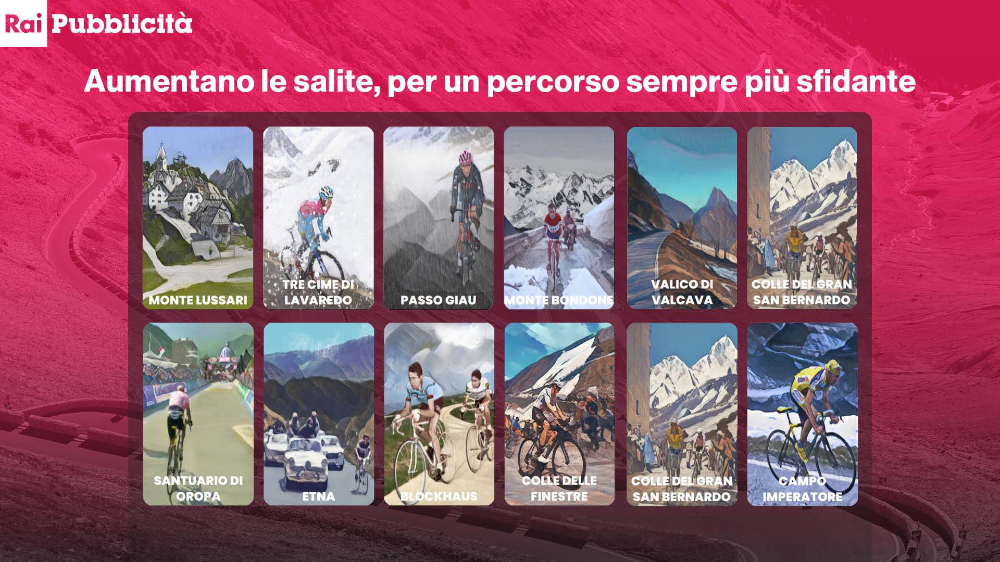 Rai Pubblicità
Aumentano le salite, per un percorso sempre più sfidante
MONTE LUSSARI
TRE CIME DI
LAVAREDO
PASSO GIAU
MONTE BONDONE
VALICO DI
VALCAVA
COLLE DEL GRAN
SAN BERNARDO
SANTUARIO DI
OROPA
ETNA
BLOCKHAUS
COLLE DELLE
FINESTRE
COLLE DEL GRAN
SAN BERNARDO
CAMPO
IMPERATORE